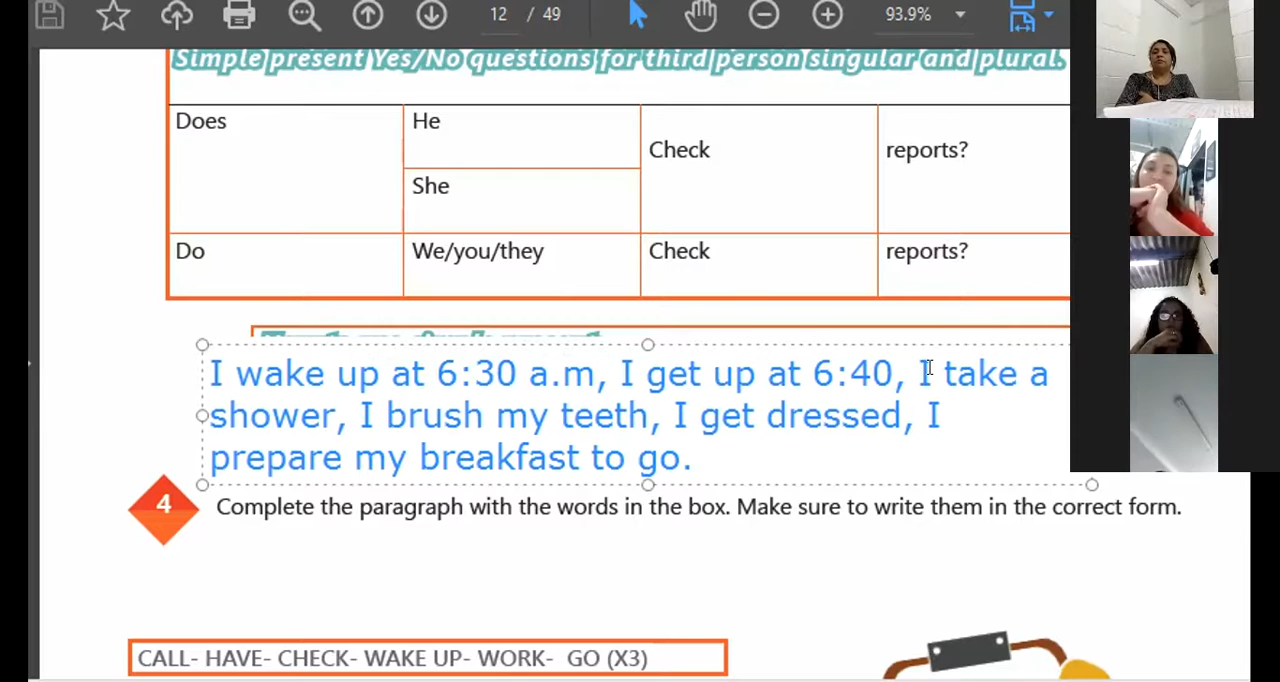 12 / 49
93.9%
Simple present Yes/No questions for third person singular and plural.
Does
He
Check
reports?
She
Do
We/you/they
Check
reports?
I wake up at 6:30 a.m, I get up at 6:40, I take a
shower, I brush my teeth, I get dressed, I
prepare my breakfast to go.
4
Complete the paragraph with the words in the box. Make sure to write them in the correct form.
CALL- HAVE- CHECK- WAKE UP- WORK- GO (X3)